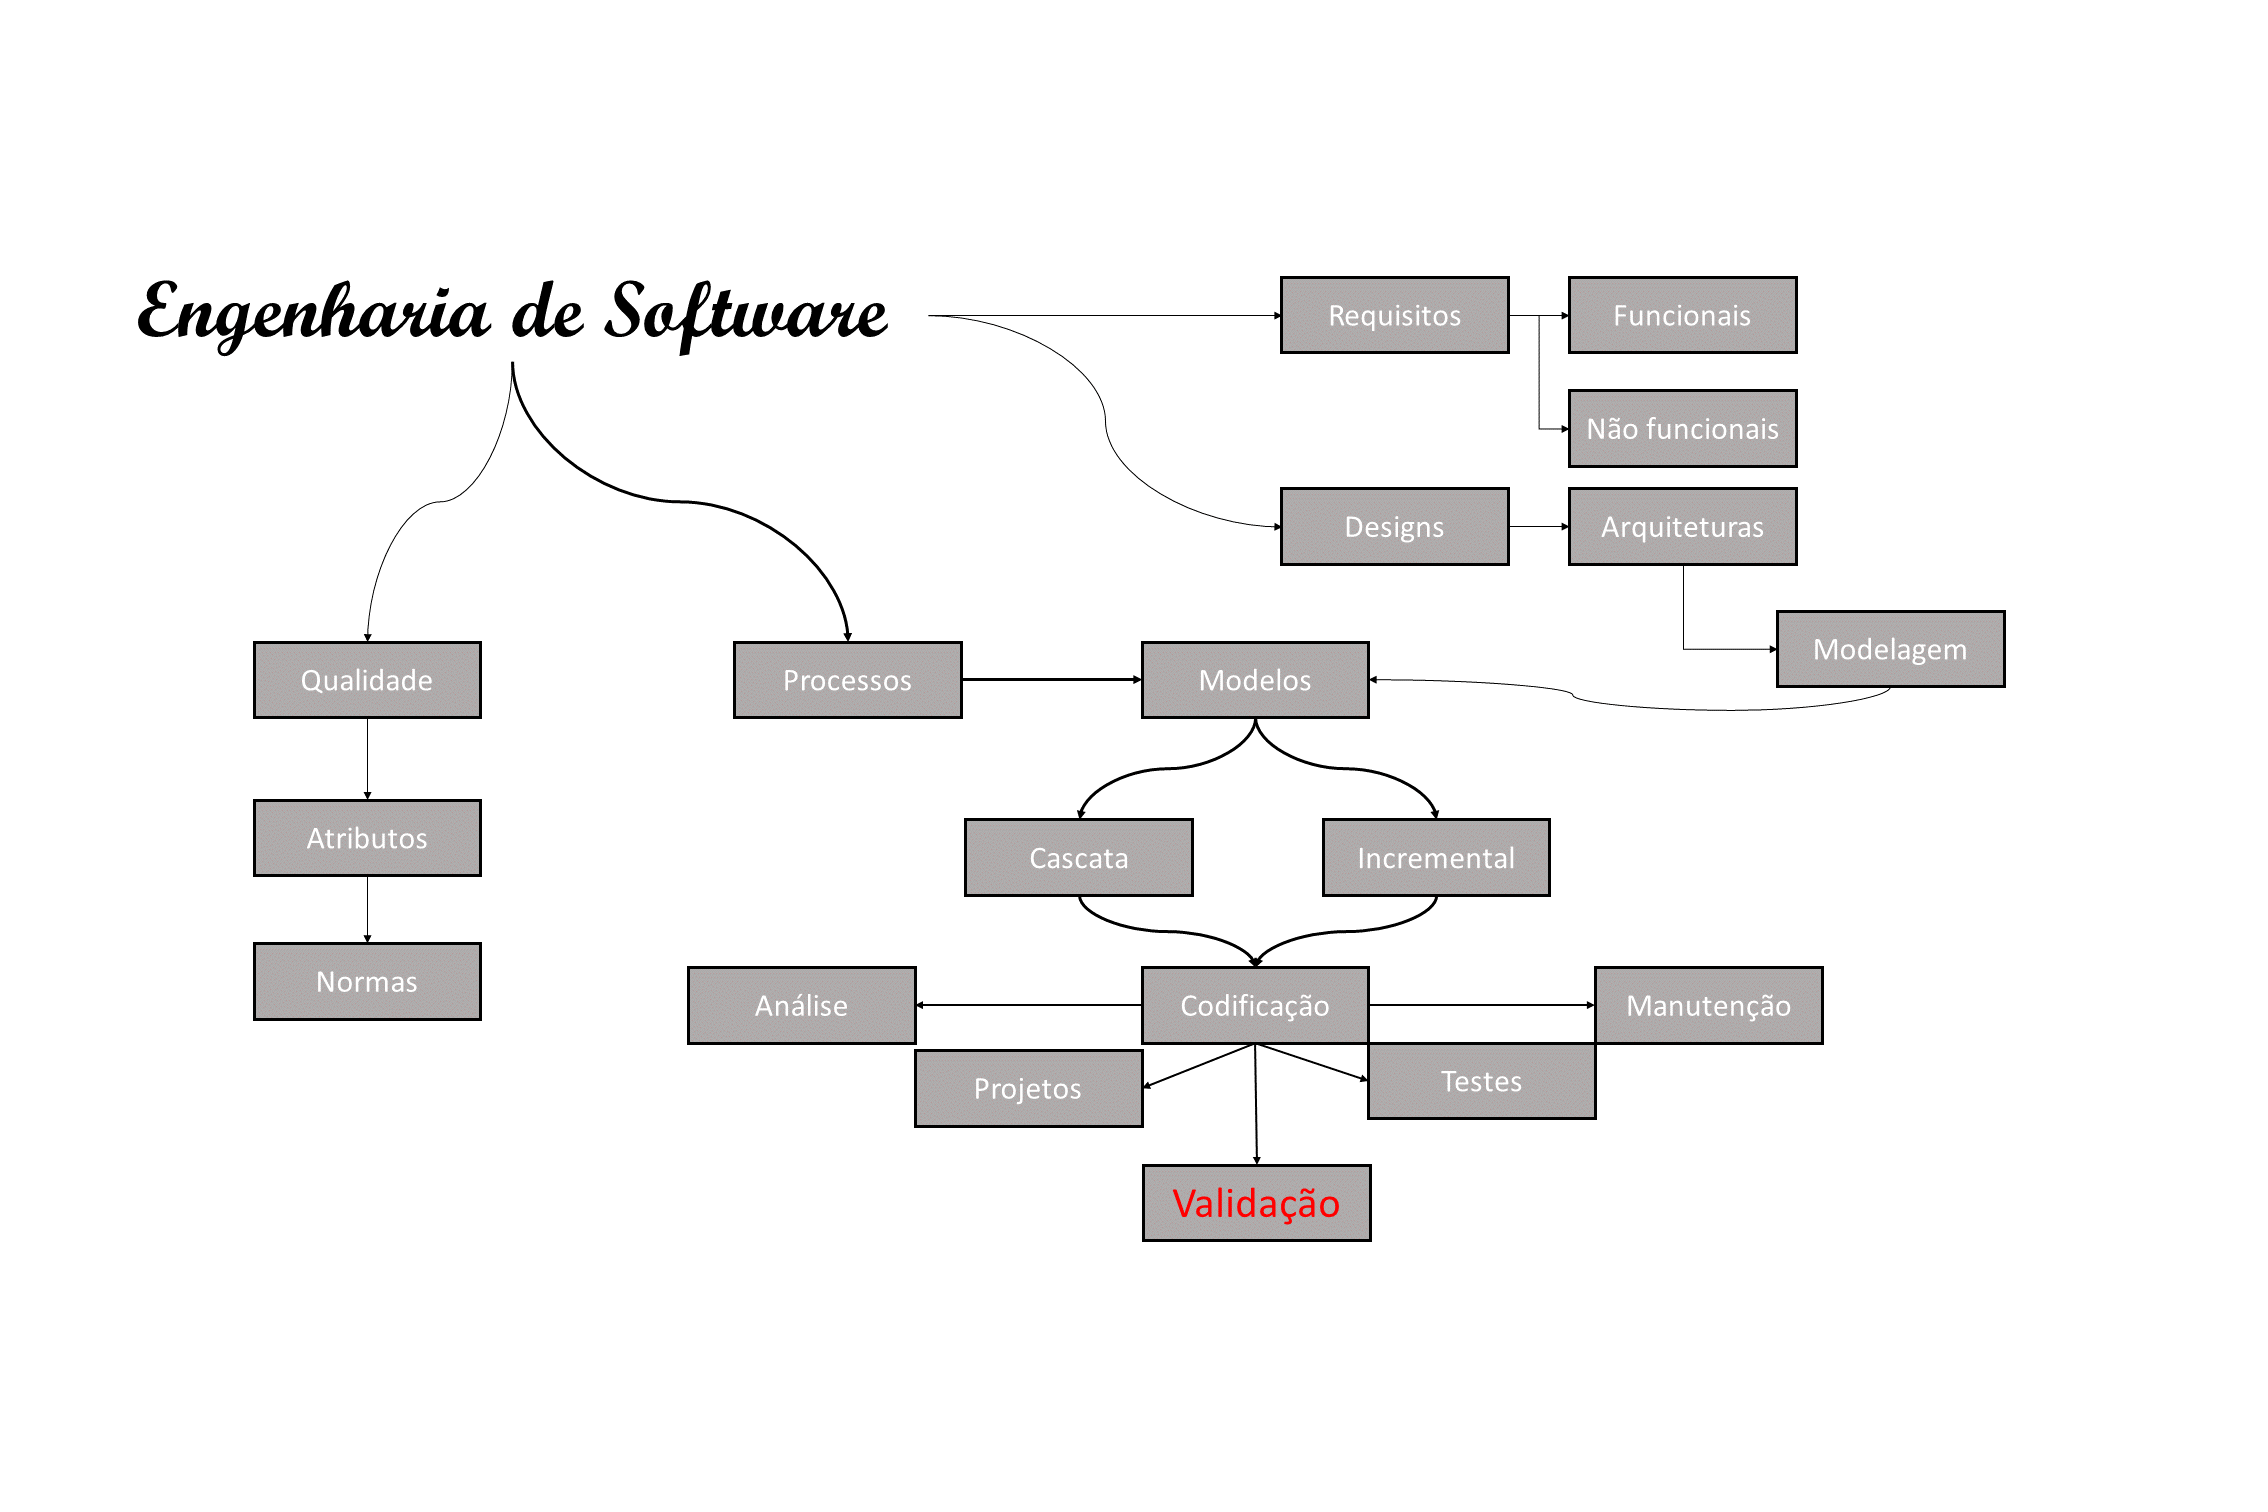 Engenharia de Software
Requisitos
Funcionais
Não funcionais
Designs
Arquiteturas
Modelagem
Qualidade
Processos
Modelos
Atributos
Cascata
Incremental
Normas
Análise
Codificação
Manutenção
Projetos
Testes
Validação